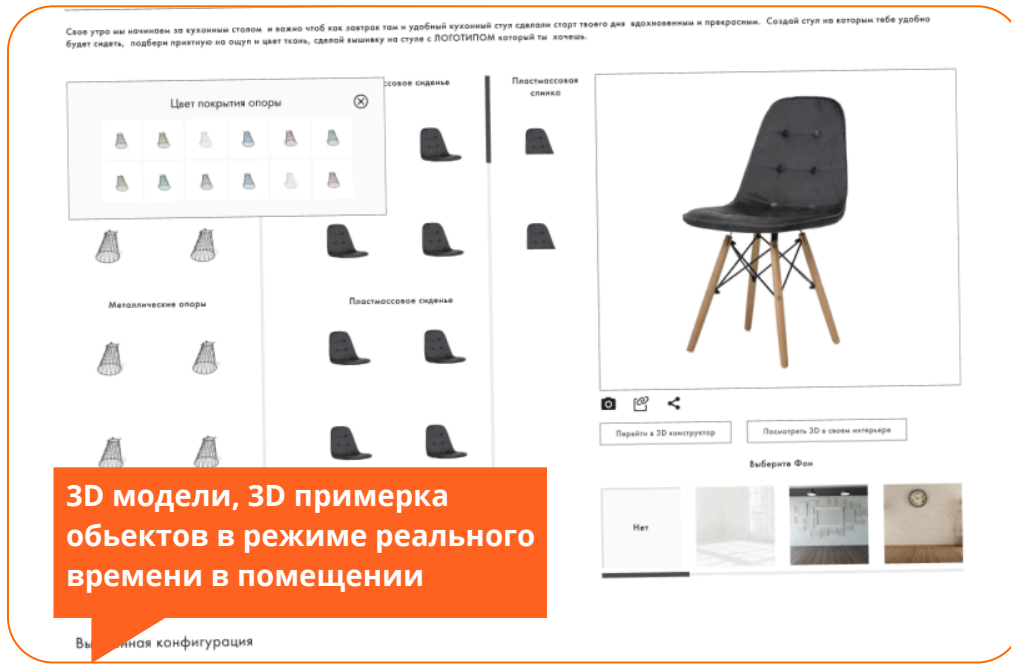 Свое утро мы начинаем за кухонным столом и важно чтоб как завтрак там и удобный кухонный стул сделали старт твоего дня вдохновенным и прекрасным. Создай стул на которым тебе удобно
будет сидеть, подбери приятную на ощуп и цвет ткань, сделай вышивку на стуле с ЛОГОТИПОМ который ты хочешь.
Цвет покрытия опоры
сиденье
Пластмассовая
спинка
Металлические опоры
Пластмассовое сиденье
Перейти в 3D конструктор
Посмотреть 3D в своем интерьере
Выберите Фон
Нет
3D модели, 3D примерка
обьектов в режиме реального
времени в помещении
конфигурация